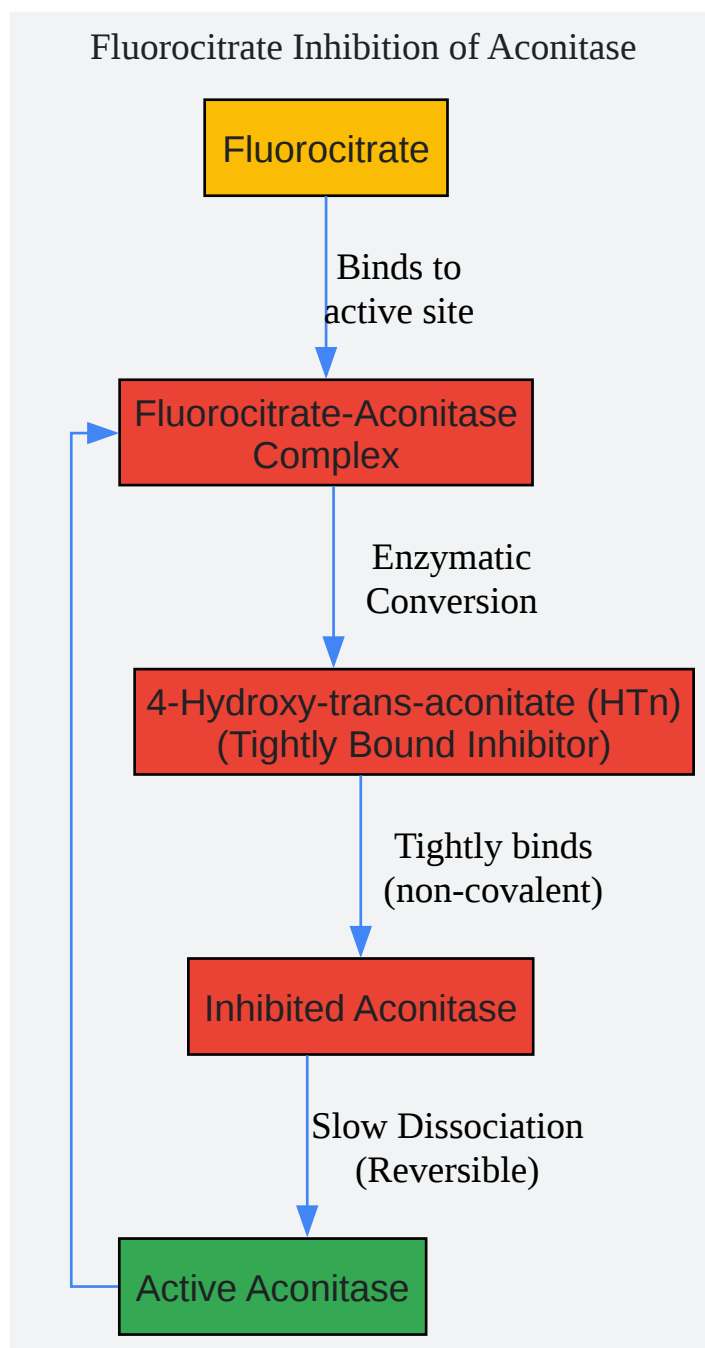 Fluorocitrate Inhibition of Aconitase
Fluorocitrate
Binds to
active site
Fluorocitrate-Aconitase
Complex
Enzymatic
Conversion
4-Hydroxy-trans-aconitate (HTn)
(Tightly Bound Inhibitor)
Tightly binds
(non-covalent)
Inhibited Aconitase
Slow Dissociation
(Reversible)
Active Aconitase